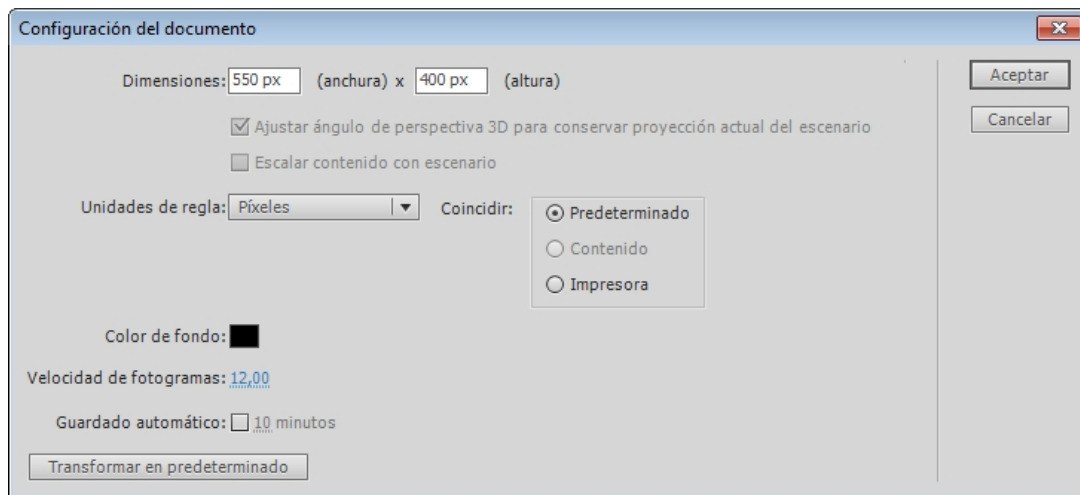 Configuración del documento
Dimensiones: 550 px (anchura) x 400 px (altura)
Aceptar
Cancelar
Ajustar ángulo de perspectiva 3D para conservar proyección actual del escenario
Escalar contenido con escenario
Unidades de regla: Píxeles Coincidir: Predeterminado
Contenido
Impresora
Color de fondo:
Velocidad de fotogramas: 12,00
Guardado automático: 10 minutos
Transformar en predeterminado